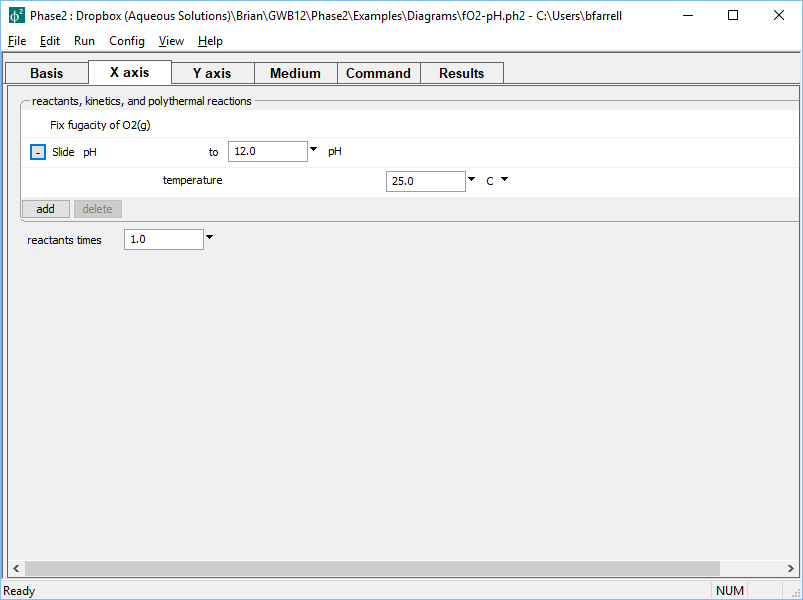 Phase2 : Dropbox (Aqueous Solutions)\Brian\GWB12\Phase2\Examples\Diagrams\fO2-pH.ph2 - C:\Users\bfarrell
File Edit Run Config View Help
Basis X axis Y axis Medium Command Results
reactants, kinetics, and polythermal reactions
Fix fugacity of O2(g)
- Slide pH to 12.0 pH
temperature 25.0 C
add delete
reactants times 1.0
Ready NUM